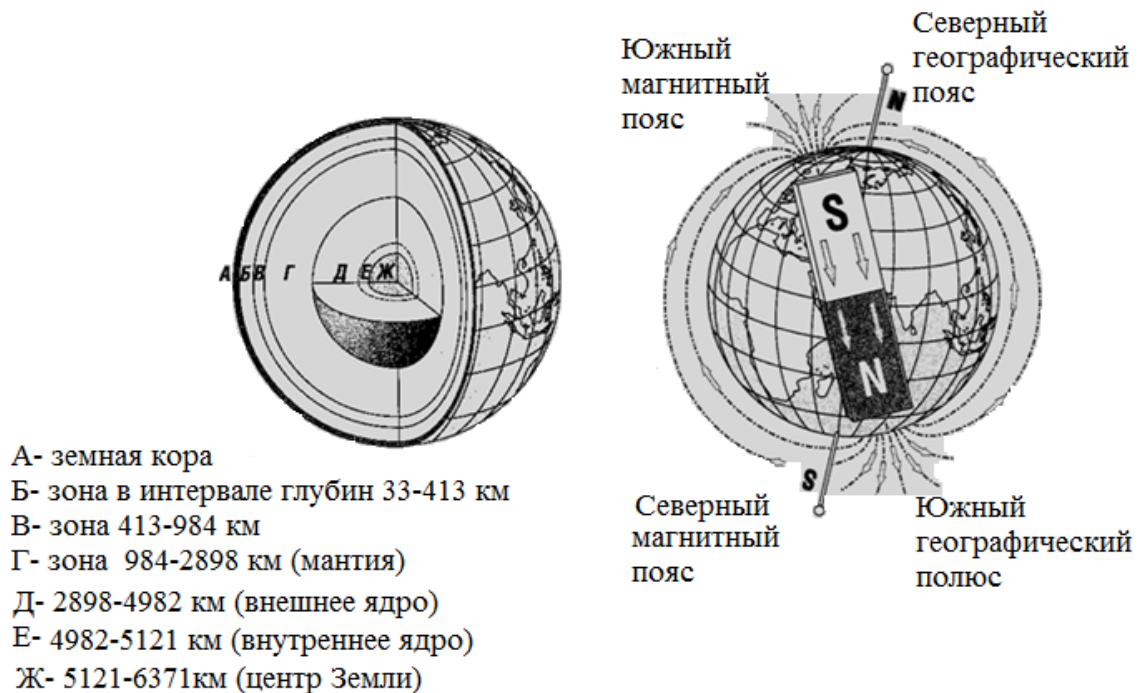 Южный
магнитный
пояс
Северный
географический
пояс
N
S
N
S
А Б В Г Д Е Ж
А- земная кора
Б- зона в интервале глубин 33-413 км
В- зона 413-984 км
Г- зона 984-2898 км (мантия)
Д- 2898-4982 км (внешнее ядро)
Е- 4982-5121 км (внутреннее ядро)
Ж- 5121-6371км (центр Земли)
Северный
магнитный
пояс
Южный
географический
полюс